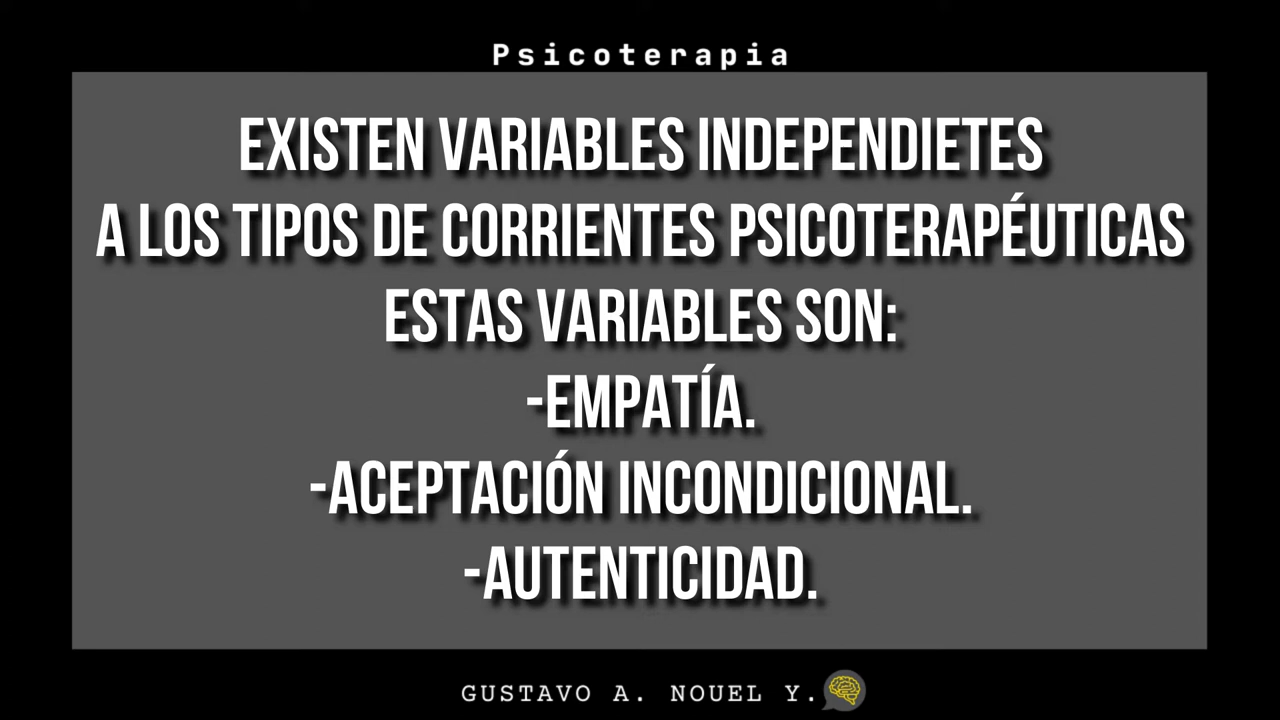 Psicoterapia
EXISTEN VARIABLES INDEPENDIETES
A LOS TIPOS DE CORRIENTES PSICOTERAPÉUTICAS
ESTAS VARIABLES SON:
-EMPATÍA.
-ACEPTACIÓN INCONDICIONAL.
-AUTENTICIDAD.
GUSTAVO A. NOUEL Y.